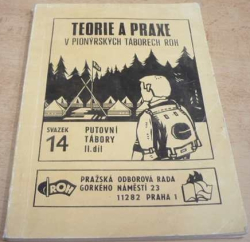 TEORIE A PRAXE
V PIONÝRSKÝCH TÁBORECH ROH
SVAZEK
14
PUTOVNÍ
TÁBORY
II. díl
ROH
PRAŽSKÁ ODBOROVÁ RADA
GORKÉHO NÁMĚSTÍ 23
11282 PRAHA 1